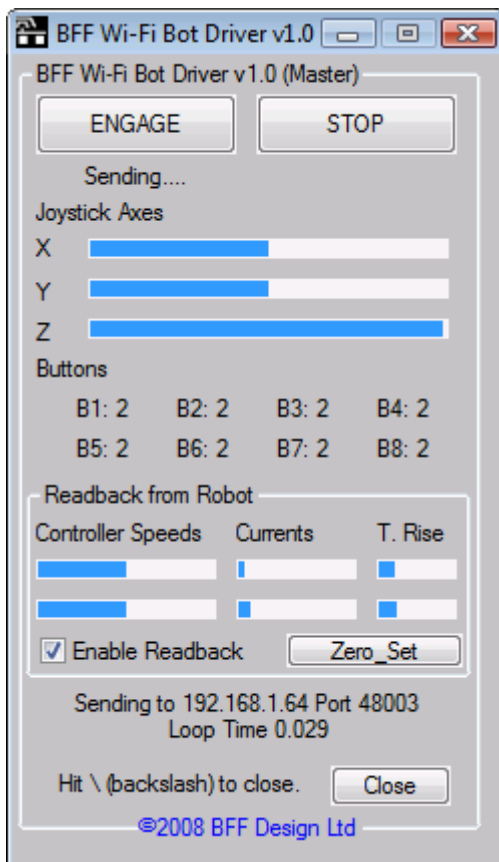 BFF Wi-Fi Bot Driver v1.0
BFF Wi-Fi Bot Driver v1.0 (Master)
ENGAGE STOP
Sending....
Joystick Axes
X
Y
Z
Buttons
B1: 2 B2: 2 B3: 2 B4: 2
B5: 2 B6: 2 B7: 2 B8: 2
Readback from Robot
Controller Speeds Currents T. Rise
Enable Readback Zero_Set
Sending to 192.168.1.64 Port 48003
Loop Time 0.029
Hit \ (backslash) to close. Close
©2008 BFF Design Ltd